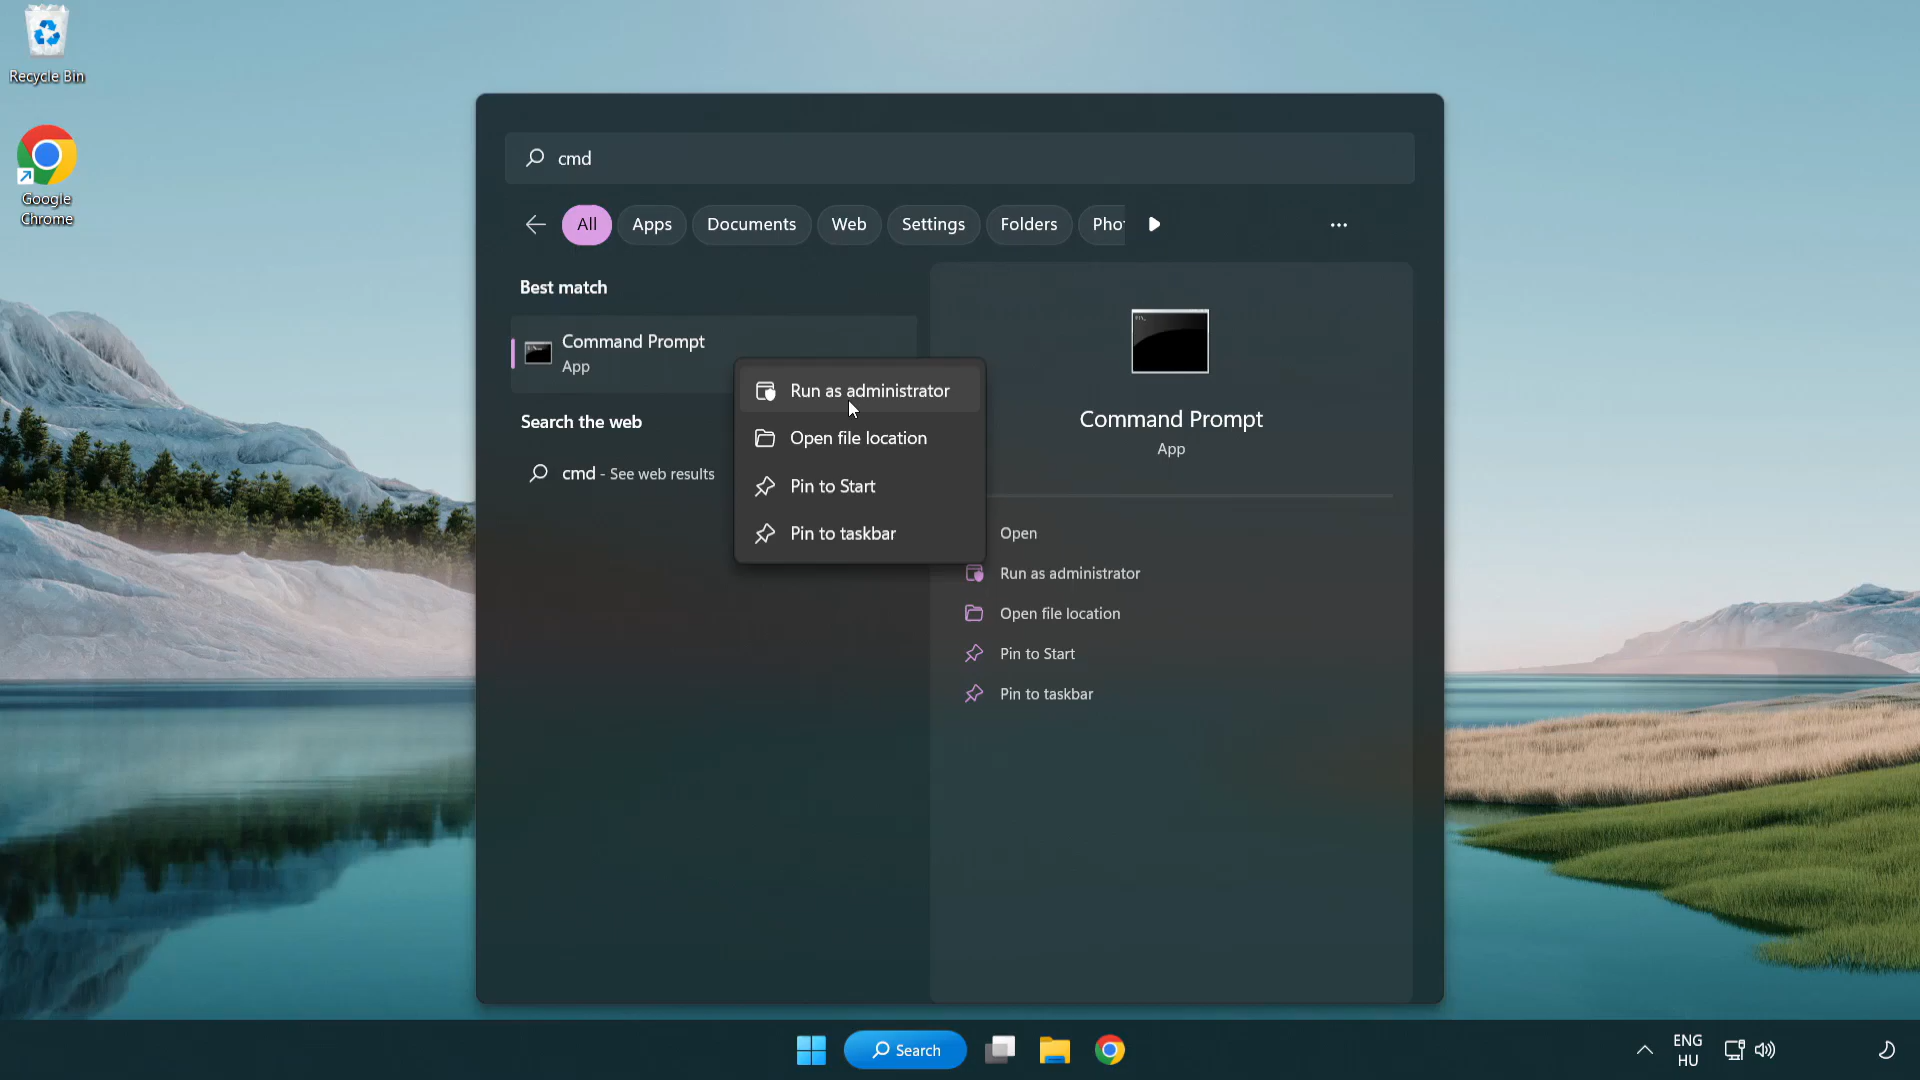 Recycle Bin
Google
Chrome
cmd
All
Apps
Documents
Web
Settings
Folders
Pho
Best match
Command Prompt
App
Search the web
cmd - See web results
Run as administrator
Open file location
Pin to Start
Pin to taskbar
Command Prompt
App
Open
Run as administrator
Open file location
Pin to Start
Pin to taskbar
Search
ENG
HU